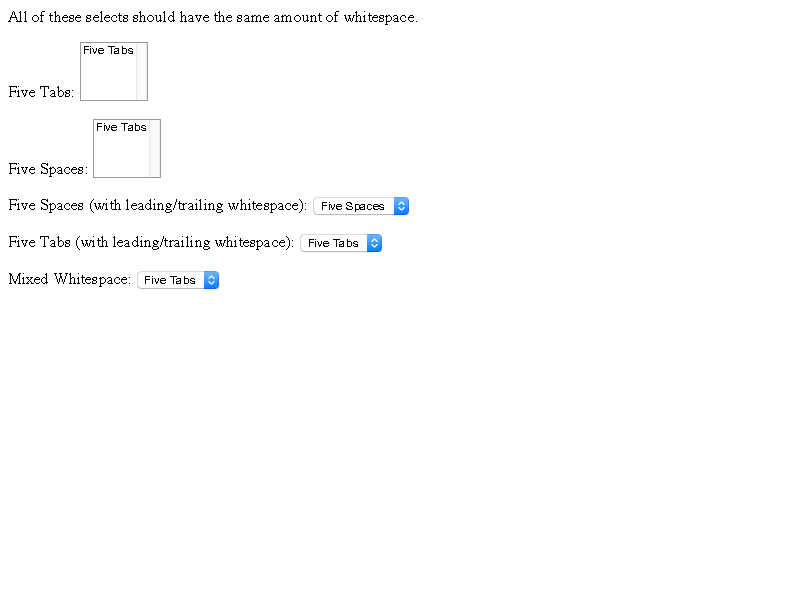 All of these selects should have the same amount of whitespace.
Five Tabs
Five Tabs:
Five Tabs
Five Spaces:
Five Spaces (with leading/trailing whitespace): Five Spaces
Five Tabs (with leading/trailing whitespace): Five Tabs
Mixed Whitespace: Five Tabs